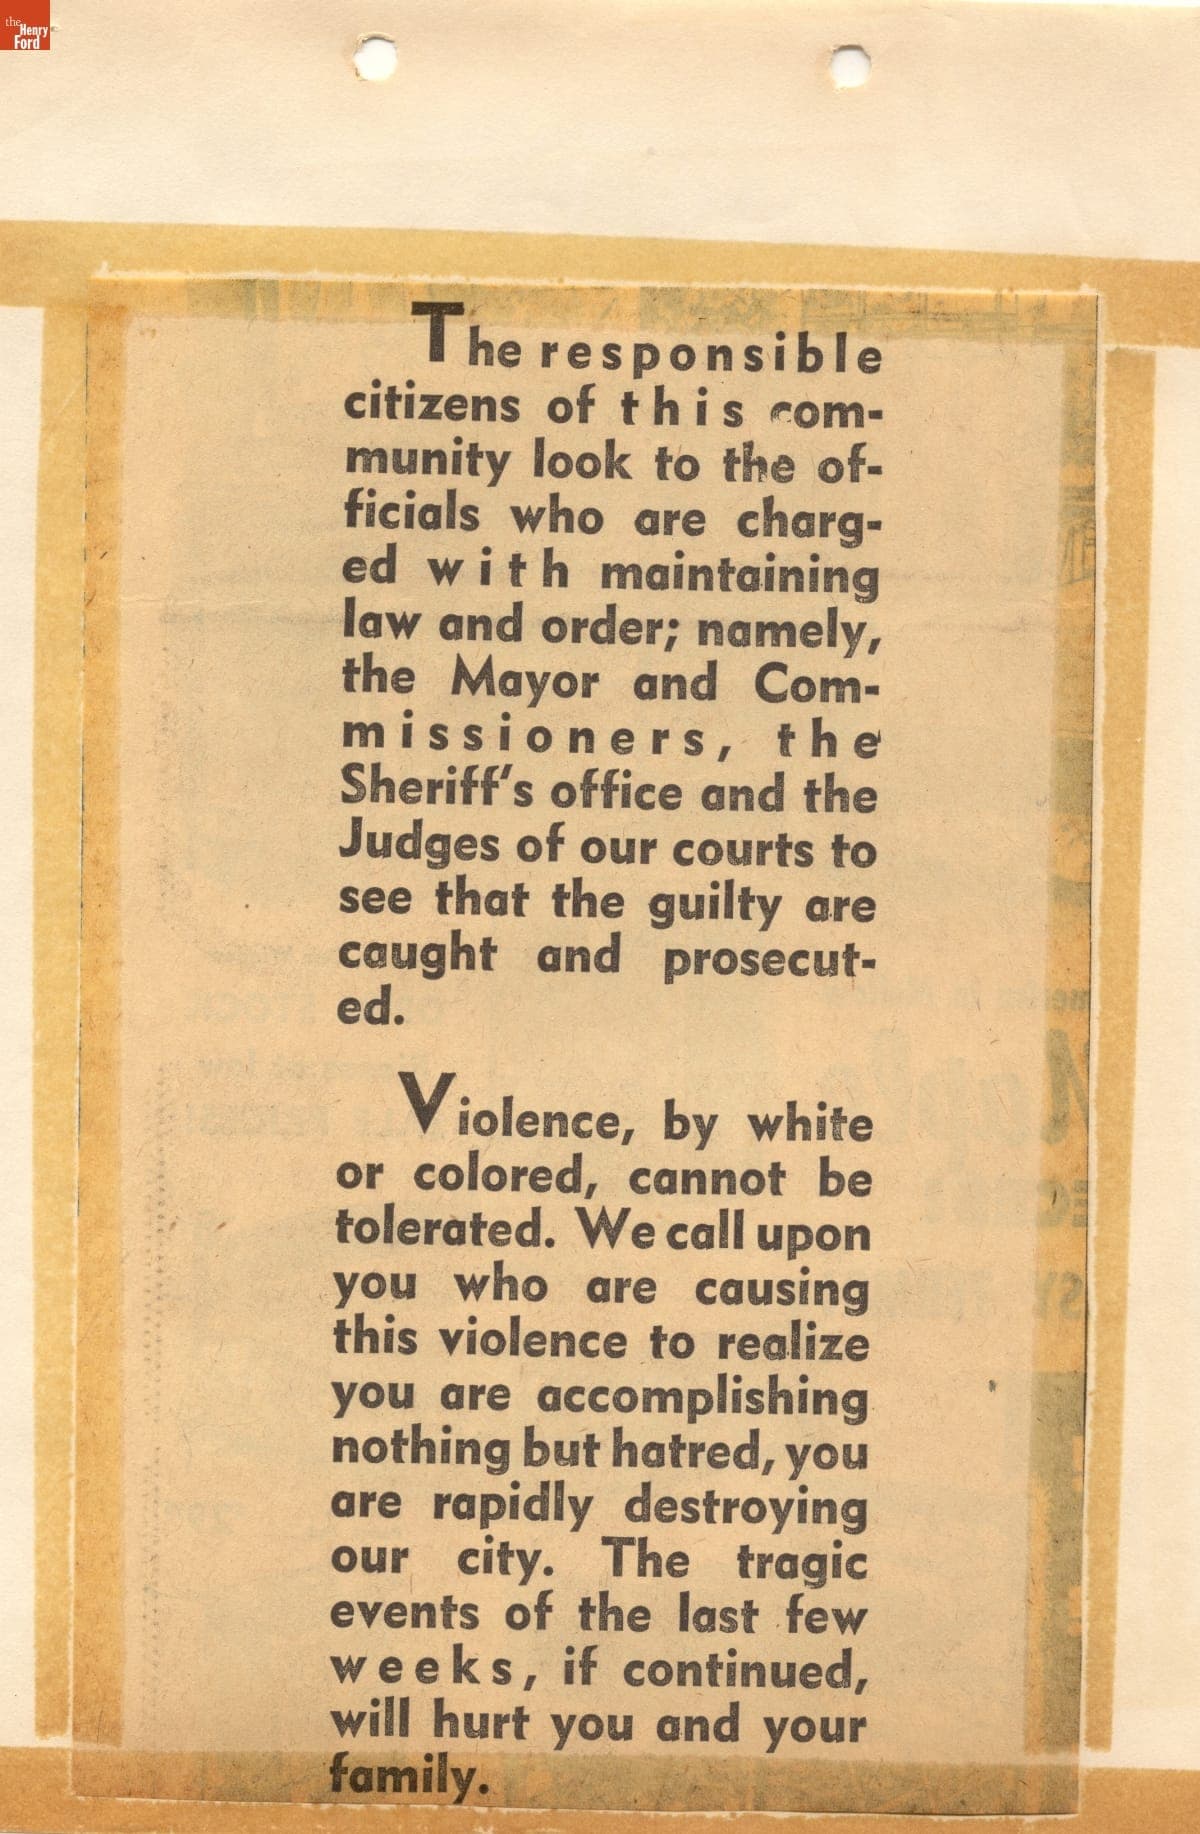 the
Henry
Ford
The responsible
citizens of this com-
munity look to the of-
ficials who are charg-
ed with maintaining
law and order; namely,
the Mayor and Com-
missioners, the
Sheriff's office and the
Judges of our courts to
see that the guilty are
caught and prosecut-
ed.
Violence, by white
or colored, cannot be
tolerated. We call upon
you who are causing
this violence to realize
you are accomplishing
nothing but hatred, you
are rapidly destroying
our city. The tragic
events of the last few
weeks, if continued,
will hurt you and your
family.